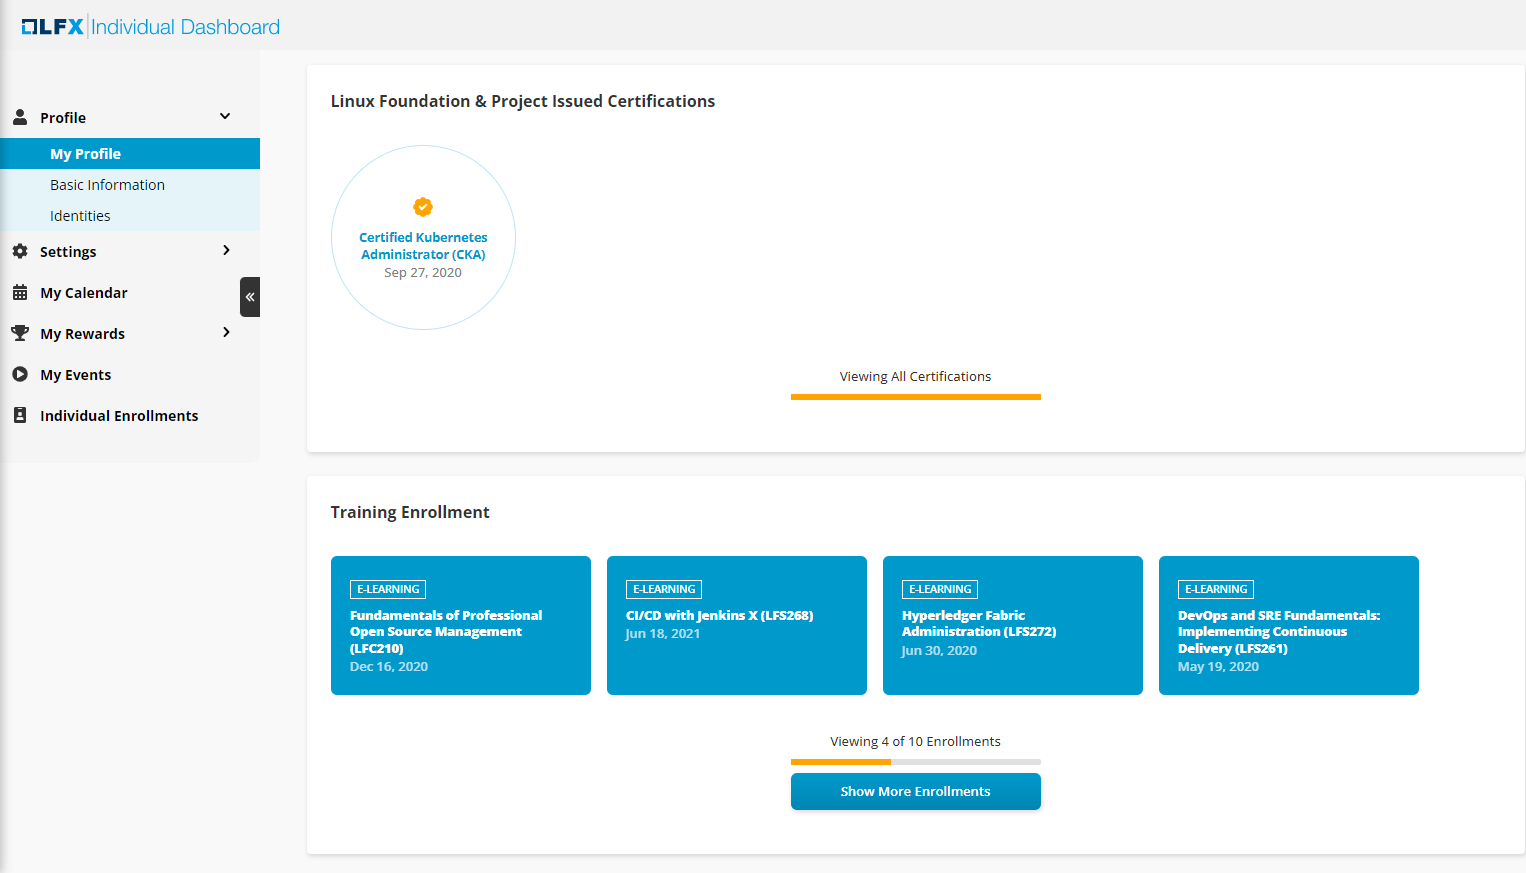 LFX Individual Dashboard
Profile
My Profile
Basic Information
Identities
Settings
My Calendar
My Rewards
My Events
Individual Enrollments
Linux Foundation & Project Issued Certifications
Certified Kubernetes
Administrator (CKA)
Sep 27, 2020
Viewing All Certifications
Training Enrollment
E-LEARNING
Fundamentals of Professional
Open Source Management
(LFC210)
Dec 16, 2020
E-LEARNING
CI/CD with Jenkins X (LFS268)
Jun 18, 2021
E-LEARNING
Hyperledger Fabric
Administration (LFS272)
Jun 30, 2020
E-LEARNING
DevOps and SRE Fundamentals:
Implementing Continuous
Delivery (LFS261)
May 19, 2020
Viewing 4 of 10 Enrollments
Show More Enrollments